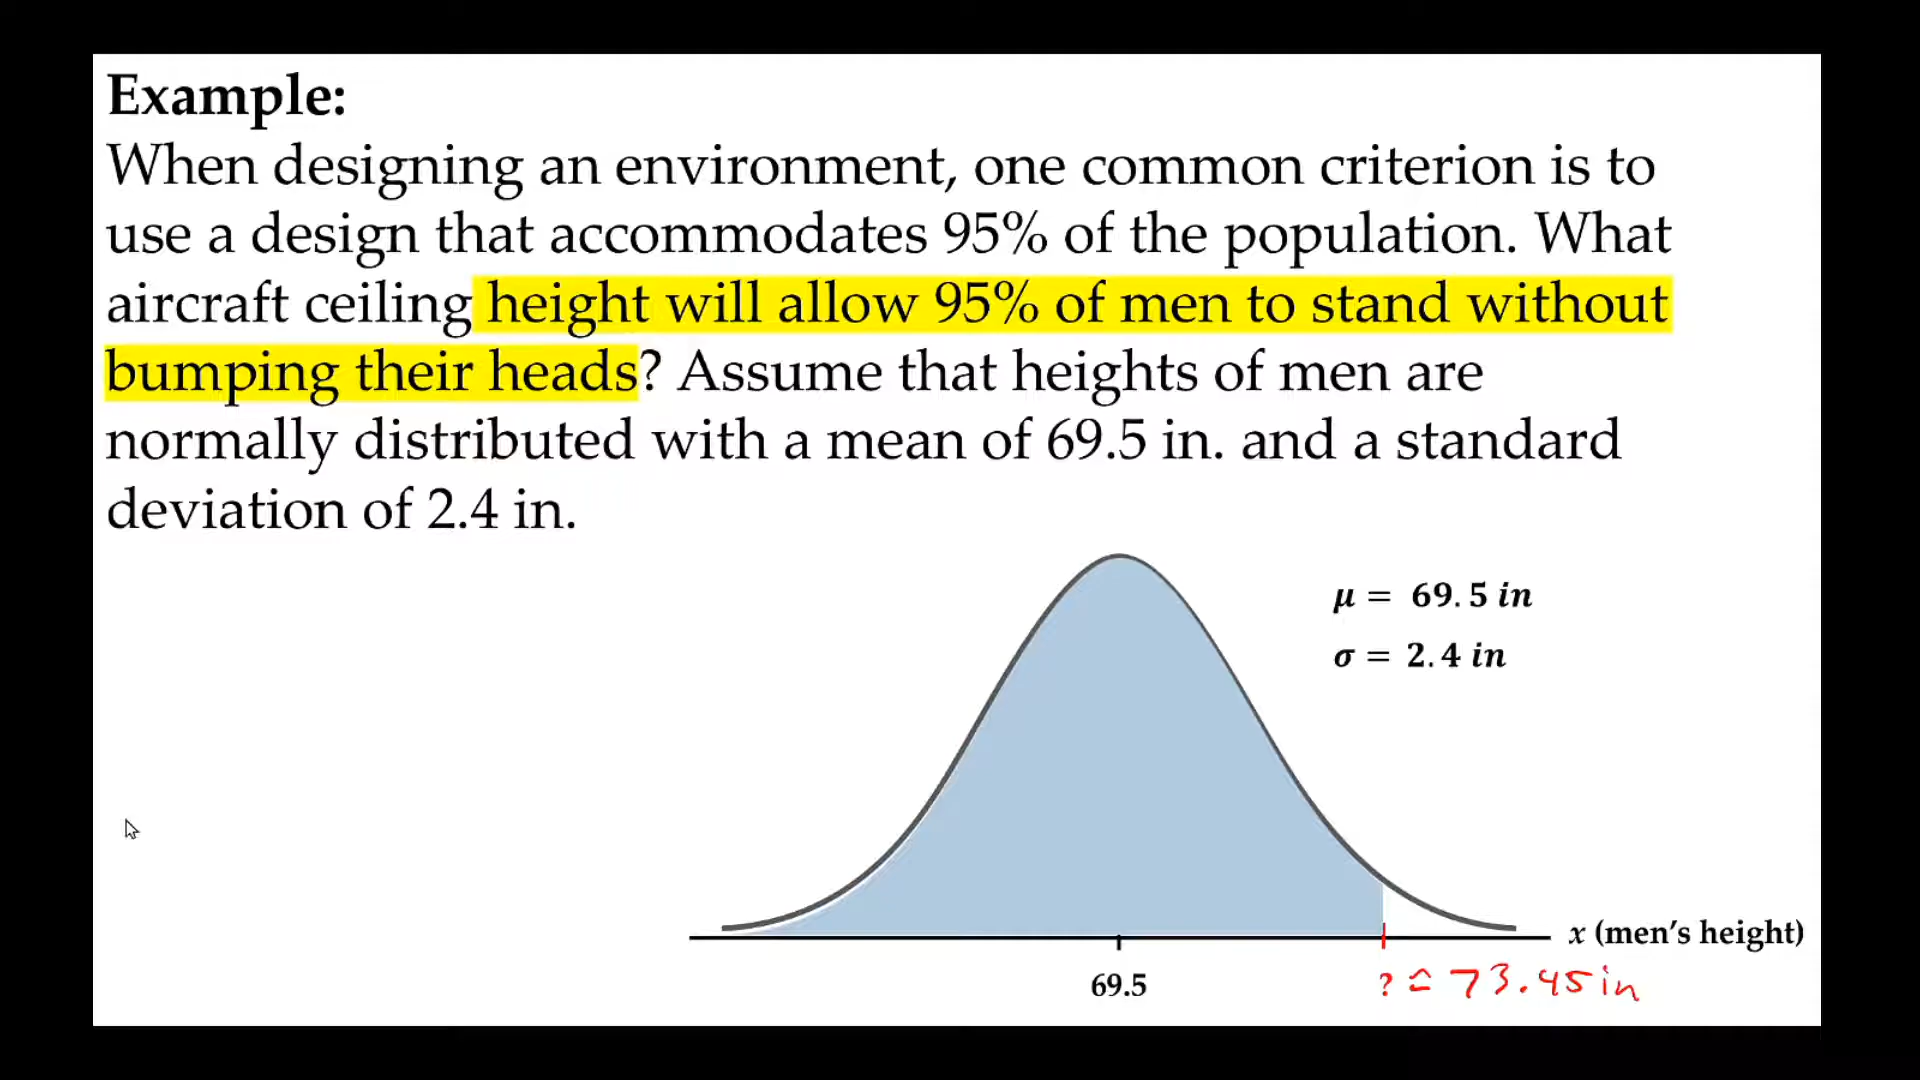 Example:
When designing an environment, one common criterion is to
use a design that accommodates 95% of the population. What
aircraft ceiling height will allow 95% of men to stand without
bumping their heads? Assume that heights of men are
normally distributed with a mean of 69.5 in. and a standard
deviation of 2.4 in.
μ = 69.5 in
σ = 2.4 in
x (men's height)
69.5
? ≈ 73.45 in